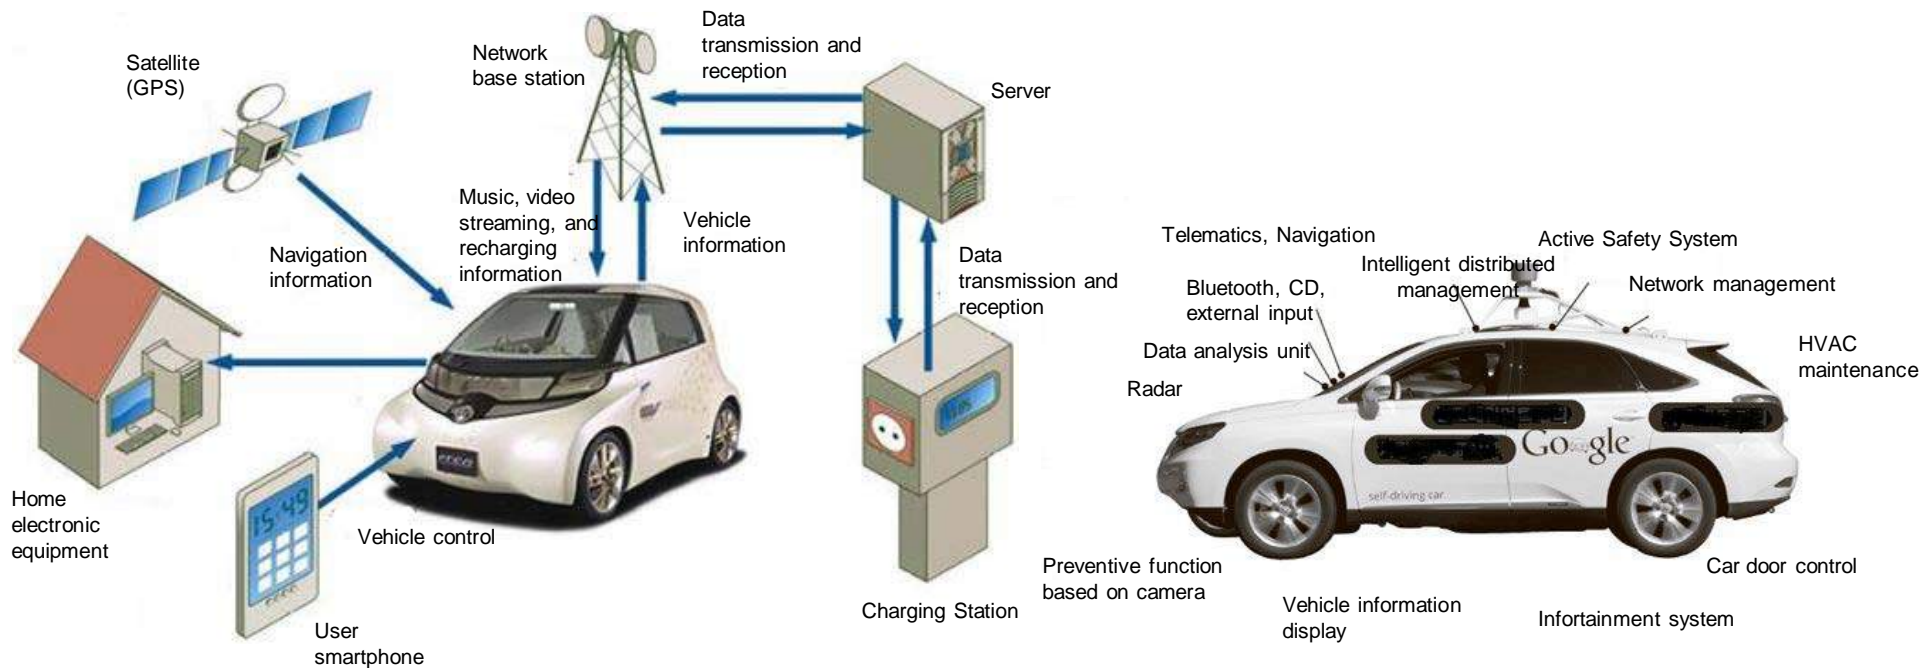 Satellite
(GPS)
Network
base station
Data
transmission and
reception
Server
Navigation
information
Music, video
streaming, and
recharging
information
Vehicle
information
Data
transmission and
reception
Home
electronic
equipment
15:49
Vehicle control
User
smartphone
Charging Station
Telematics, Navigation
Active Safety System
Intelligent distributed
management
Network management
Bluetooth, CD,
external input
Data analysis unit
Radar
HVAC
maintenance
Google
self-driving car
Preventive function
based on camera
Car door control
Vehicle information
display
Infortainment system